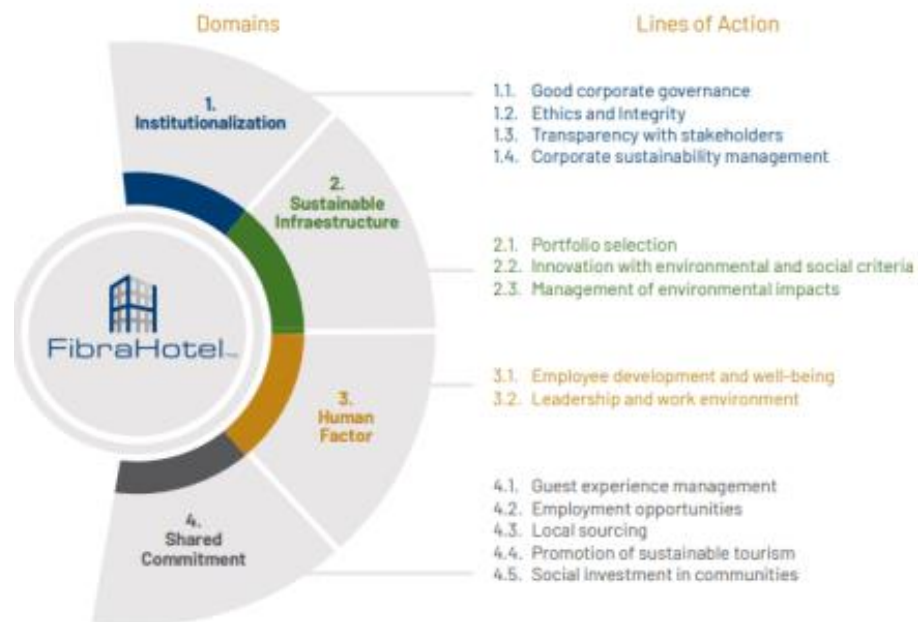 Domains
Lines of Action
1.
Institutionalization
1.1. Good corporate governance
1.2. Ethics and Integrity
1.3. Transparency with stakeholders
1.4. Corporate sustainability management
2.
Sustainable
Infraestructure
2.1. Portfolio selection
2.2. Innovation with environmental and social criteria
2.3. Management of environmental impacts
FibraHotel
3.
Human
Factor
3.1. Employee development and well-being
3.2. Leadership and work environment
4.
Shared
Commitment
4.1. Guest experience management
4.2. Employment opportunities
4.3. Local sourcing
4.4. Promotion of sustainable tourism
4.5. Social investment in communities